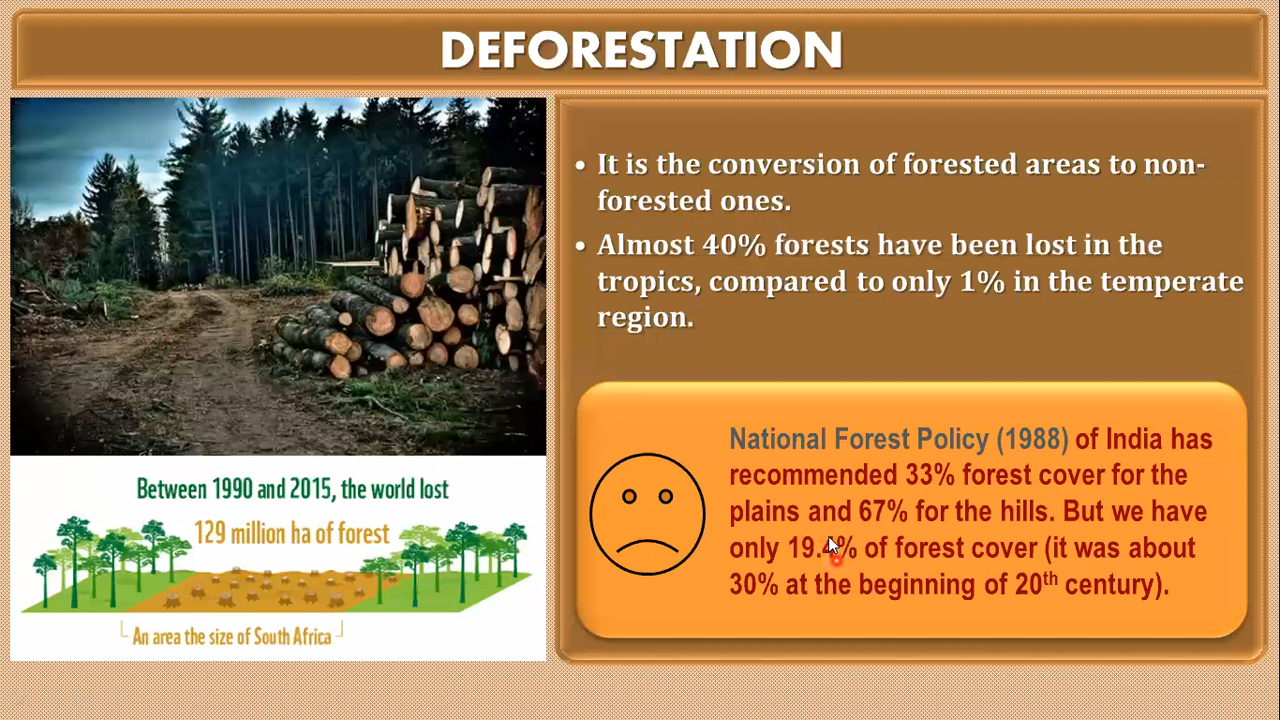 DEFORESTATION
• It is the conversion of forested areas to non-
forested ones.
• Almost 40% forests have been lost in the
tropics, compared to only 1% in the temperate
region.
National Forest Policy (1988) of India has
recommended 33% forest cover for the
plains and 67% for the hills. But we have
only 19.4% of forest cover (it was about
30% at the beginning of 20th century).
Between 1990 and 2015, the world lost
129 million ha of forest
An area the size of South Africa